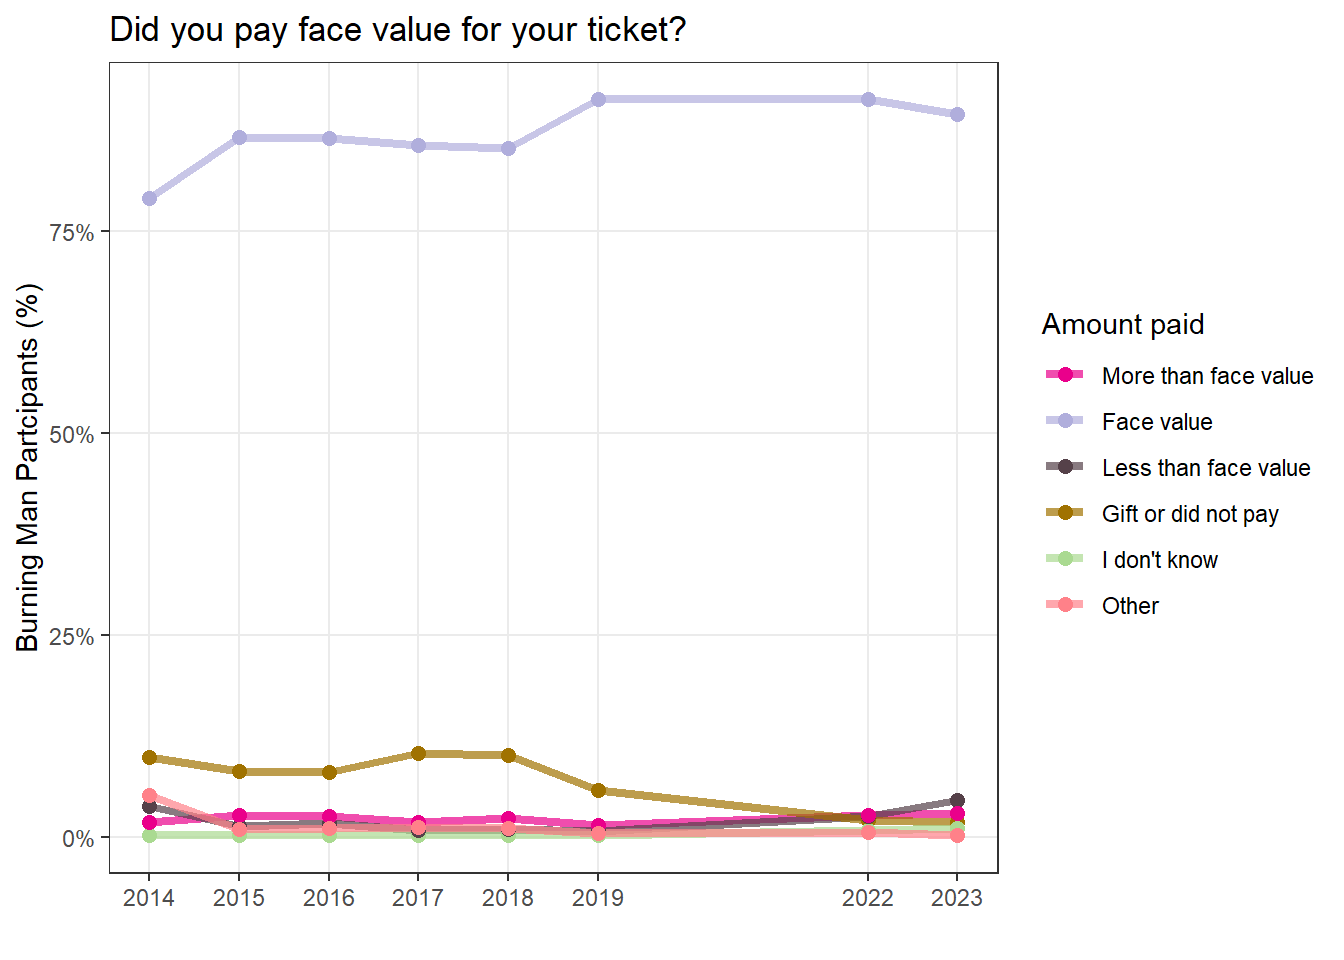 Did you pay face value for your ticket?
Burning Man Partcipants (%)
75%
50%
25%
0%
2014 2015 2016 2017 2018 2019 2022 2023
Amount paid
More than face value
Face value
Less than face value
Gift or did not pay
I don't know
Other